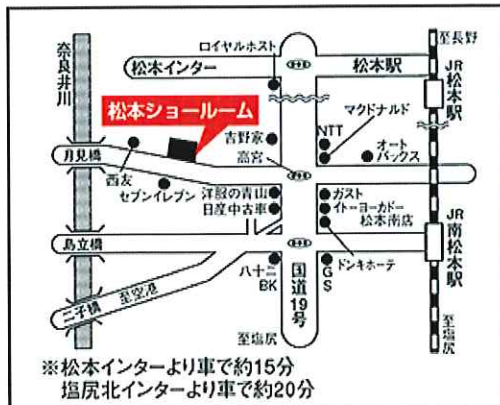 奈良井川
ロイヤルホスト
至長野
松本インター
松本駅
JR松本駅
松本ショールーム
マクドナルド
吉野家
NTT
オートバックス
高宮
月見橋
西友
セブンイレブン
洋服の青山
日産中古車
ガスト
イトーヨーカドー
松本南店
島立橋
JR南松本駅
ドンキホーテ
八十二BK
国道19号
GS
二子橋
至空港
至塩尻
至塩尻
※松本インターより車で約15分
塩尻北インターより車で約20分